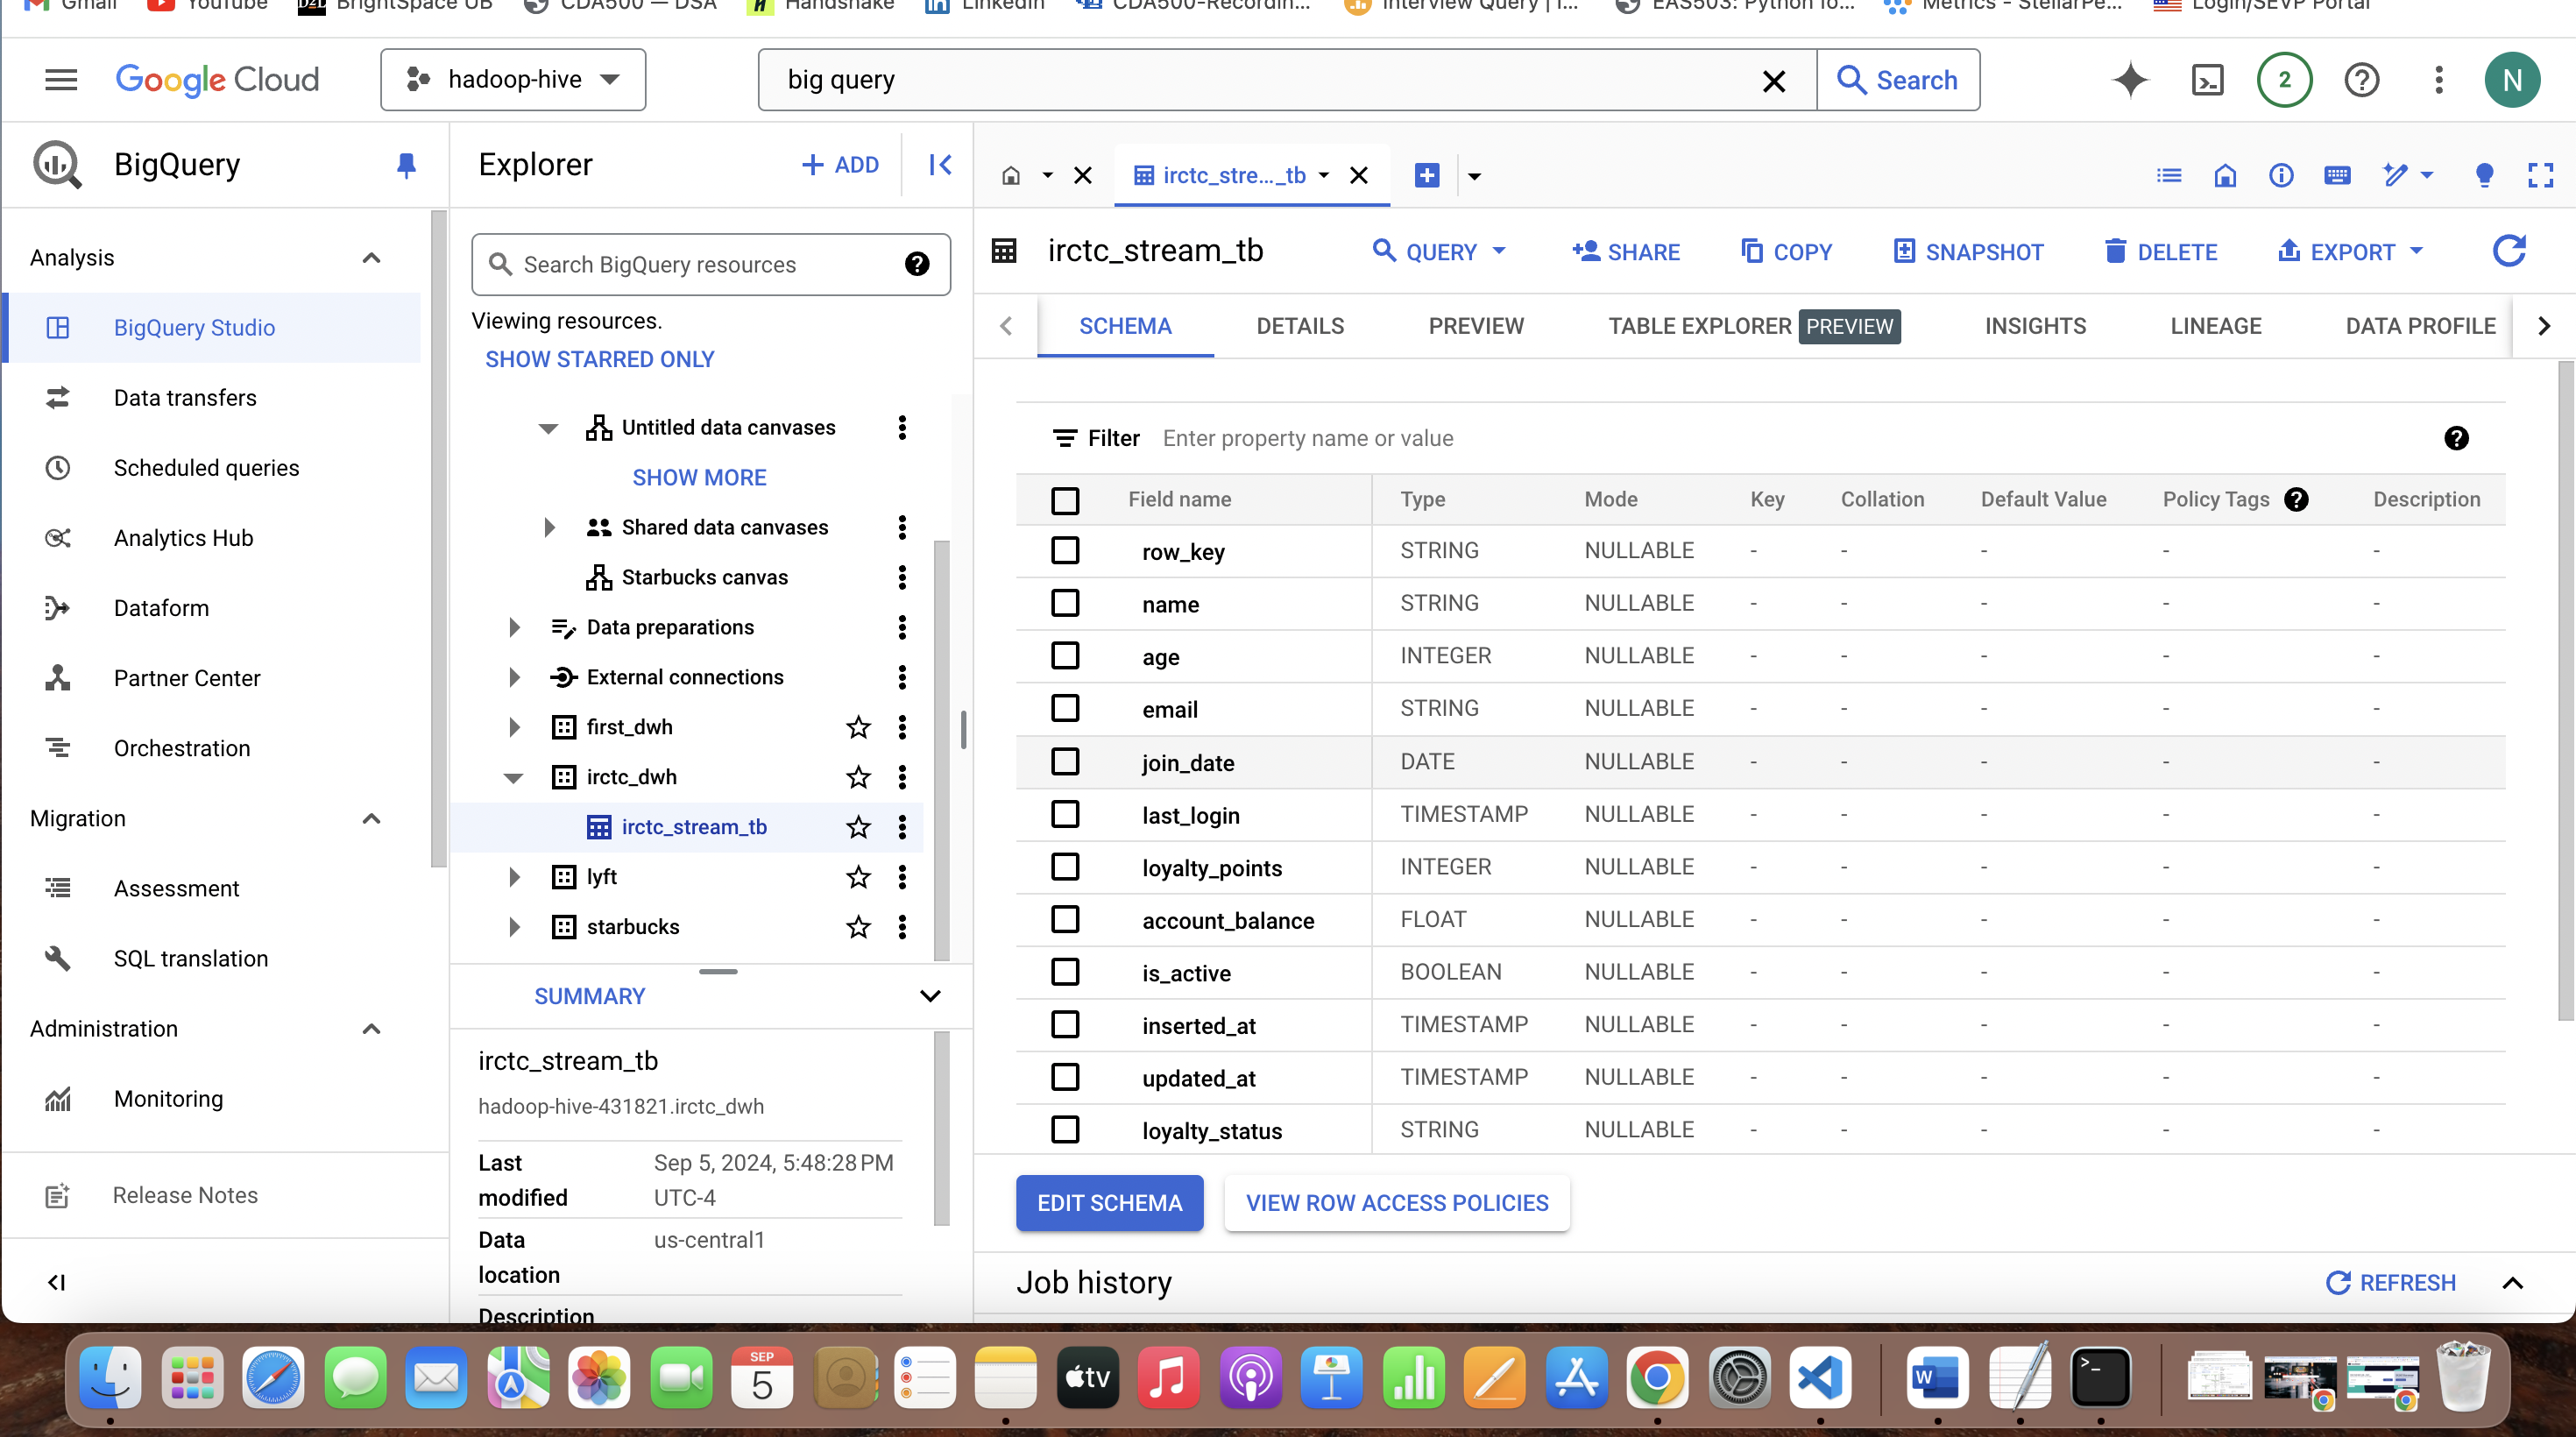 Gmail YouTube BrightSpace UB CDA500 — DSA Handshake LinkedIn CDA500-Recordin... Interview Query | I... EAS503: Python fo... Metrics - StellarPe... Login/SEVP Portal
Google Cloud hadoop-hive big query Search 2 N
BigQuery
Analysis
BigQuery Studio
Data transfers
Scheduled queries
Analytics Hub
Dataform
Partner Center
Orchestration
Migration
Assessment
SQL translation
Administration
Monitoring
Release Notes
Explorer + ADD
Search BigQuery resources
Viewing resources.
SHOW STARRED ONLY
Untitled data canvases
SHOW MORE
Shared data canvases
Starbucks canvas
Data preparations
External connections
first_dwh
irctc_dwh
irctc_stream_tb
lyft
starbucks
SUMMARY
irctc_stream_tb
hadoop-hive-431821.irctc_dwh
Last modified Sep 5, 2024, 5:48:28 PM UTC-4
Data location us-central1
Description
irctc_stre..._tb
irctc_stream_tb QUERY SHARE COPY SNAPSHOT DELETE EXPORT
SCHEMA DETAILS PREVIEW TABLE EXPLORER PREVIEW INSIGHTS LINEAGE DATA PROFILE
Filter Enter property name or value
Field name Type Mode Key Collation Default Value Policy Tags Description
row_key STRING NULLABLE - - - - -
name STRING NULLABLE - - - - -
age INTEGER NULLABLE - - - - -
email STRING NULLABLE - - - - -
join_date DATE NULLABLE - - - - -
last_login TIMESTAMP NULLABLE - - - - -
loyalty_points INTEGER NULLABLE - - - - -
account_balance FLOAT NULLABLE - - - - -
is_active BOOLEAN NULLABLE - - - - -
inserted_at TIMESTAMP NULLABLE - - - - -
updated_at TIMESTAMP NULLABLE - - - - -
loyalty_status STRING NULLABLE - - - - -
EDIT SCHEMA VIEW ROW ACCESS POLICIES
Job history REFRESH
SEP
5
tv
W